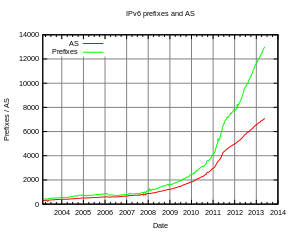 IPv6 prefixes and AS
AS
Prefixes
14000
12000
10000
8000
6000
4000
2000
0
Prefixes / AS
2004 2005 2006 2007 2008 2009 2010 2011 2012 2013 2014
Date